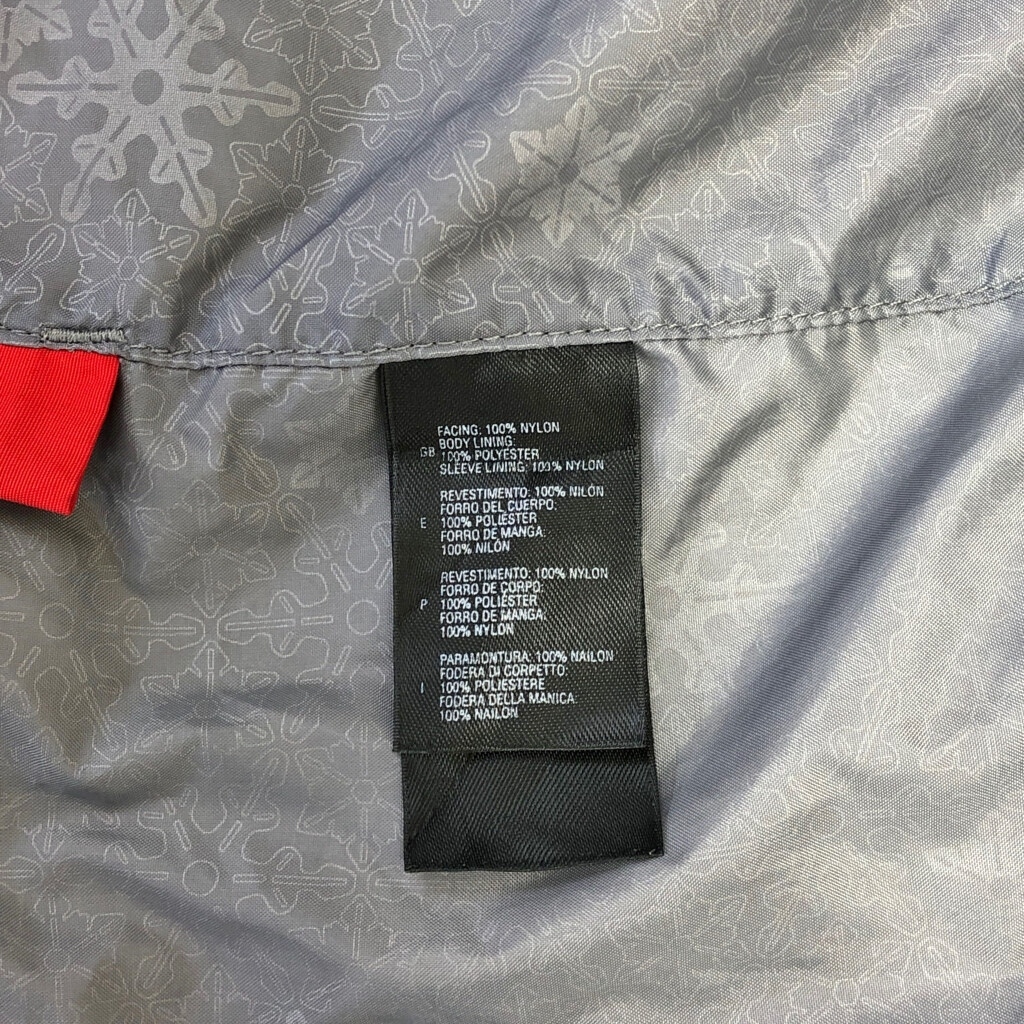 FACING: 100% NYLON
BODY LINING:
GB 100% POLYESTER
SLEEVE LINING: 100% NYLON
REVESTIMENTO: 100% NILÓN
FORRO DEL CUERPO:
E 100% POLIÉSTER
FORRO DE MANGA:
100% NILÓN
REVESTIMENTO: 100% NYLON
FORRO DE CORPO:
P 100% POLIÉSTER
FORRO DE MANGA:
100% NYLON
PARAMONTURA: 100% NAILON
FODERA DI CORPETTO:
I 100% POLIESTERE
FODERA DELLA MANICA:
100% NAILON